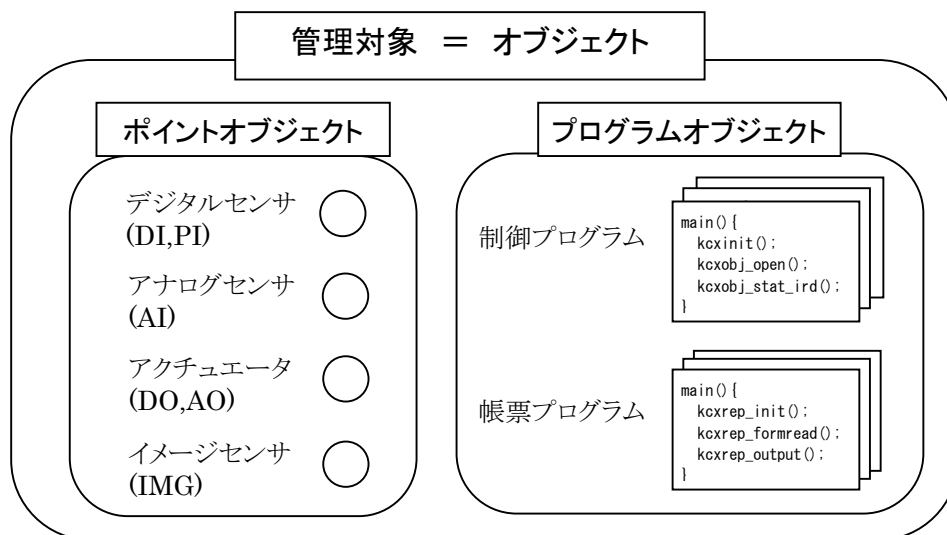 管理対象 ＝ オブジェクト
ポイントオブジェクト
デジタルセンサ
(DI,PI)
アナログセンサ
(AI)
アクチュエータ
(DO,AO)
イメージセンサ
(IMG)
プログラムオブジェクト
制御プログラム
main(){
kcxinit();
kcxobj_open();
kcxobj_stat_ird();
}
帳票プログラム
main(){
kcxrep_init();
kcxrep_formread();
kcxrep_output();
}